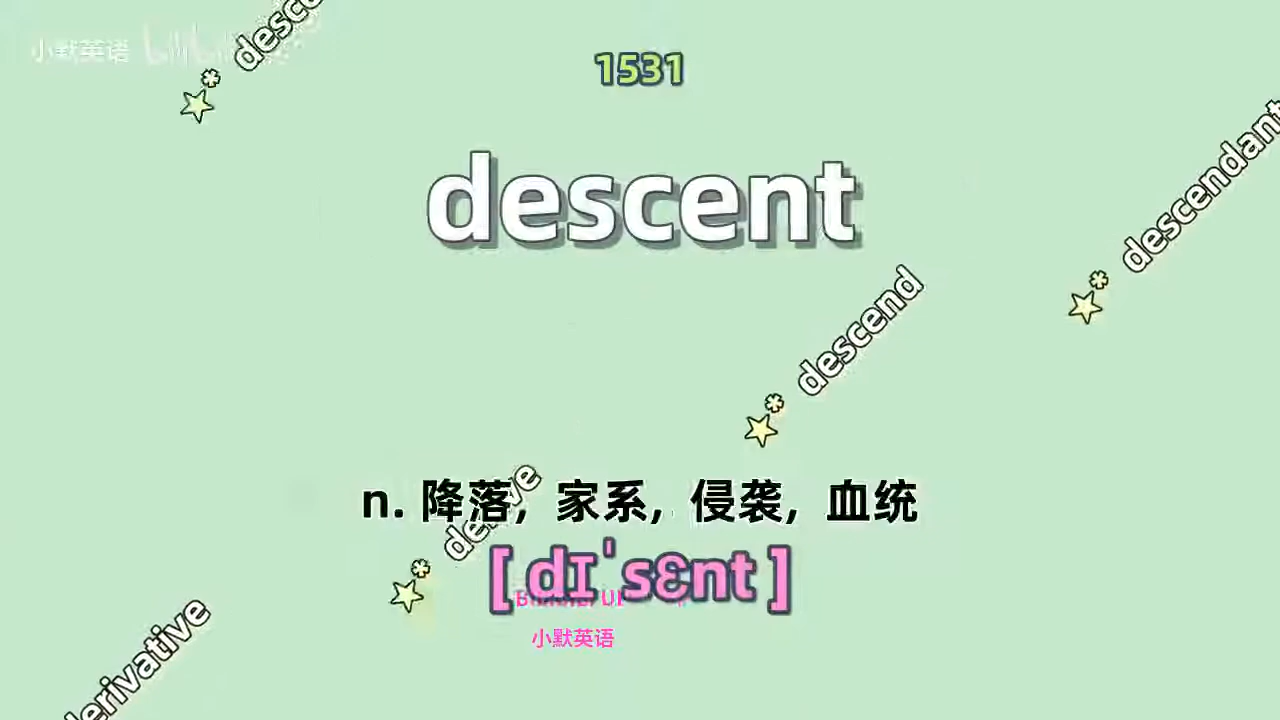 小默英语 bilibili
1531
descent
descendant
descend
n. 降落, 家系, 侵袭, 血统
[ dɪˈsɛnt ]
小默英语